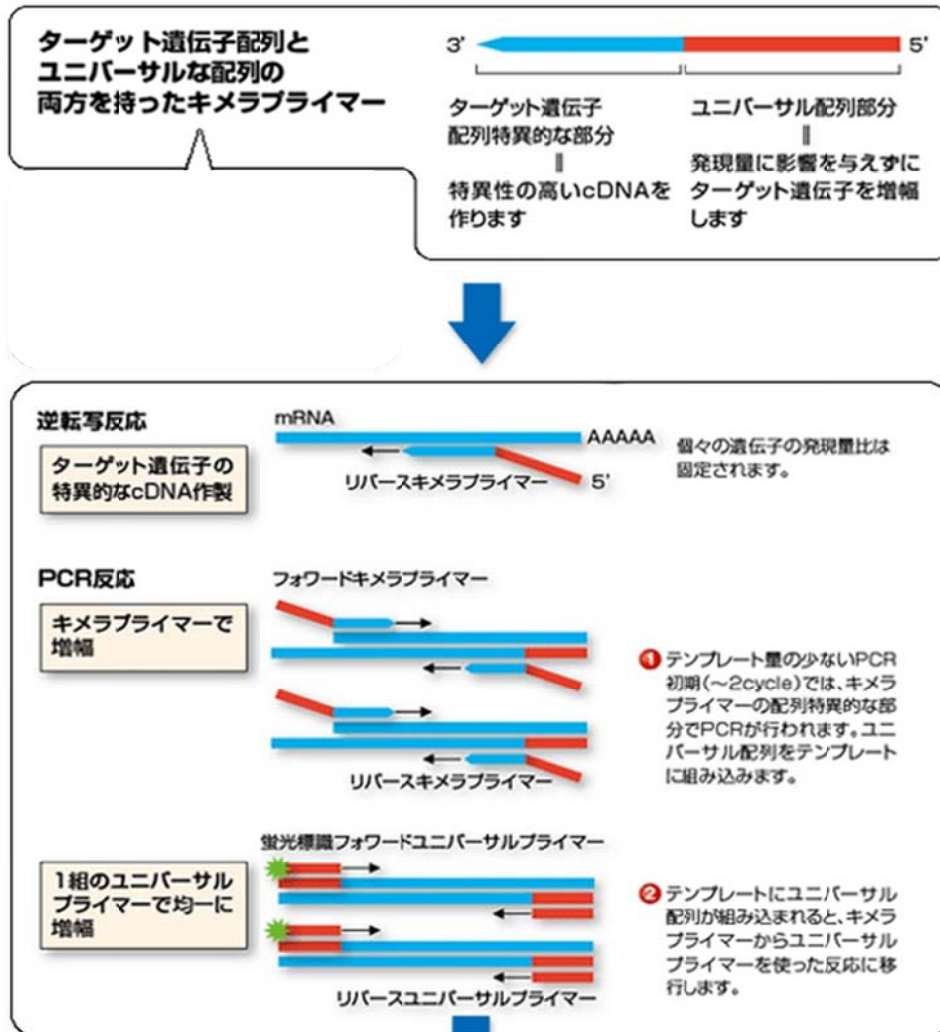 ターゲット遺伝子配列と
ユニバーサルな配列の
両方を持ったキメラプライマー
3' 5'
ターゲット遺伝子
配列特異的な部分
‖
特異性の高いcDNAを
作ります
ユニバーサル配列部分
‖
発現量に影響を与えずに
ターゲット遺伝子を増幅
します
逆転写反応
ターゲット遺伝子の
特異的なcDNA作製
mRNA
AAAAA
リバースキメラプライマー 5'
個々の遺伝子の発現量比は
固定されます。
PCR反応
キメラプライマーで
増幅
フォワードキメラプライマー
リバースキメラプライマー
1 テンプレート量の少ないPCR
初期(〜2cycle)では、キメラ
プライマーの配列特異的な部
分でPCRが行われます。ユニ
バーサル配列をテンプレート
に組み込みます。
1組のユニバーサル
プライマーで均一に
増幅
蛍光標識フォワードユニバーサルプライマー
リバースユニバーサルプライマー
2 テンプレートにユニバーサル
配列が組み込まれると、キメラ
プライマーからユニバーサル
プライマーを使った反応に移
行します。